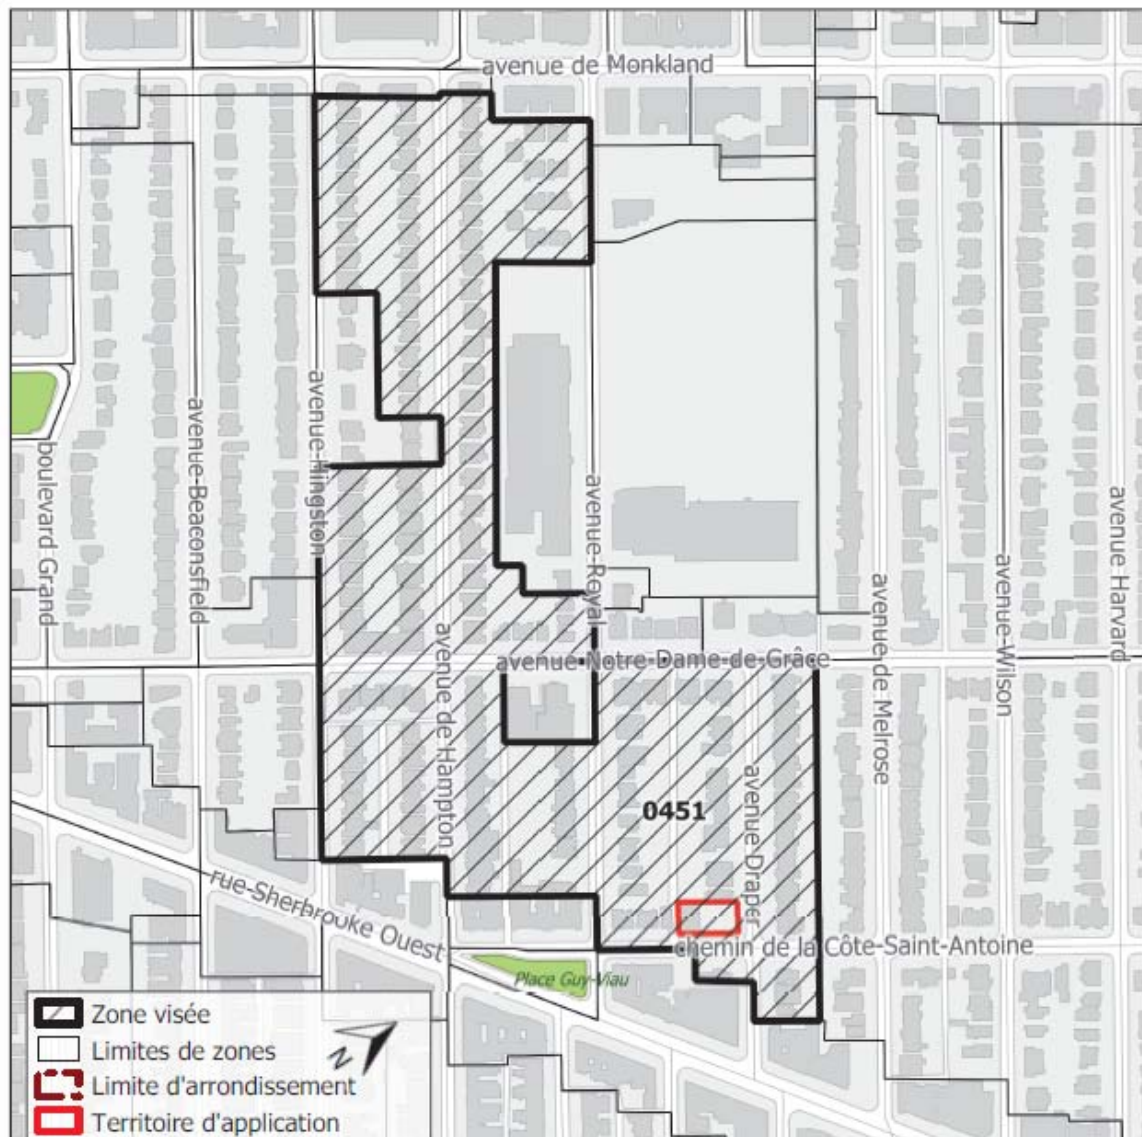 avenue de Monkland
boulevard Grand
avenue-Beaconsfield
avenue-Hingston
avenue de Hampton
avenue-Royal
avenue-Notre-Dame-de-Grâce
avenue de Melrose
avenue-Wilson
avenue Harvard
0451
avenue Draper
rue-Sherbrooke Ouest
chemin de la Côte-Saint-Antoine
Place Guy-Viau
Zone visée
Limites de zones
Limite d'arrondissement
Territoire d'application
N